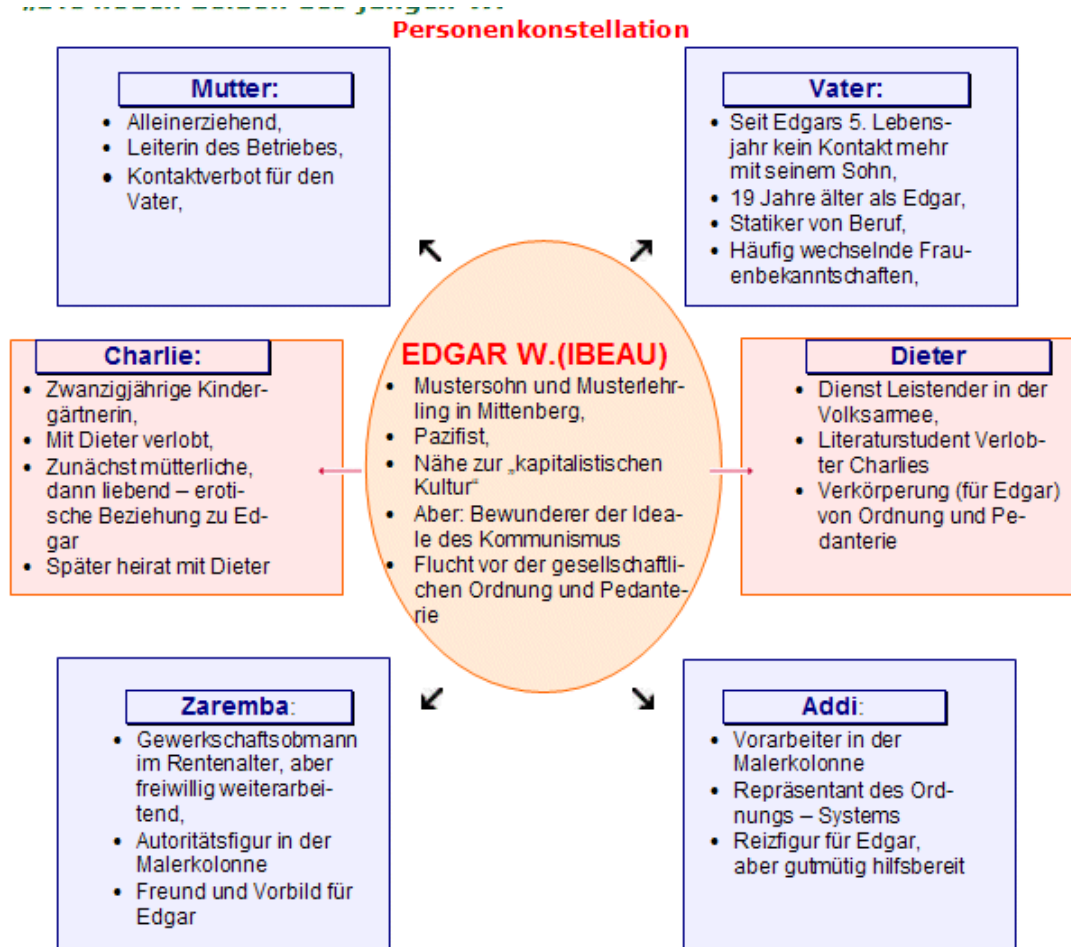 Personenkonstellation
Mutter:
• Alleinerziehend,
• Leiterin des Betriebes,
• Kontaktverbot für den
Vater,
Vater:
• Seit Edgars 5. Lebens-
jahr kein Kontakt mehr
mit seinem Sohn,
• 19 Jahre älter als Edgar,
• Statiker von Beruf,
• Häufig wechselnde Frau-
enbekanntschaften,
Charlie:
• Zwanzigjährige Kinder-
gärtnerin,
• Mit Dieter verlobt,
• Zunächst mütterliche,
dann liebend – eroti-
sche Beziehung zu Ed-
gar
• Später heirat mit Dieter
EDGAR W.(IBEAU)
• Mustersohn und Musterlehr-
ling in Mittenberg,
• Pazifist,
• Nähe zur „kapitalistischen
Kultur“
• Aber: Bewunderer der Idea-
le des Kommunismus
• Flucht vor der gesellschaftli-
chen Ordnung und Pedante-
rie
Dieter
• Dienst Leistender in der
Volksarmee,
• Literaturstudent Verlob-
ter Charlies
• Verkörperung (für Edgar)
von Ordnung und Pe-
danterie
Zaremba:
• Gewerkschaftsobmann
im Rentenalter, aber
freiwillig weiterarbei-
tend,
• Autoritätsfigur in der
Malerkolonne
• Freund und Vorbild für
Edgar
Addi:
• Vorarbeiter in der
Malerkolonne
• Repräsentant des Ord-
nungs – Systems
• Reizfigur für Edgar,
aber gutmütig hilfsbereit